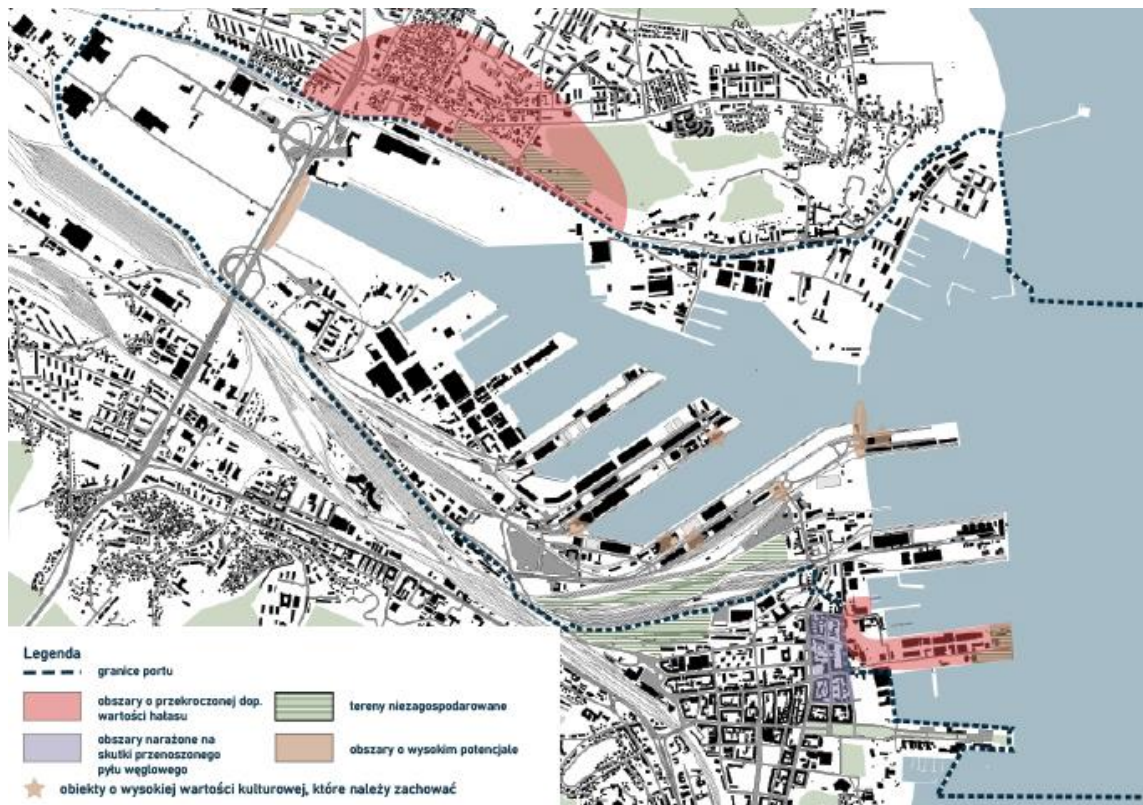 Legenda
granice portu
obszary o przekroczonej dop.
wartości hałasu
tereny niezagospodarowane
obszary narażone na
skutki przenoszonego
pyłu węglowego
obszary o wysokim potencjale
obiekty o wysokiej wartości kulturowej, które należy zachować